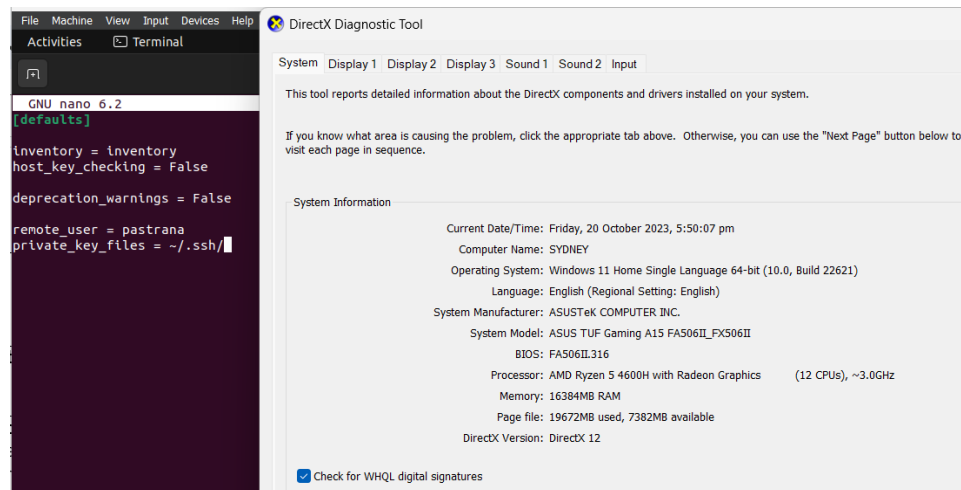 File Machine View Input Devices Help
Activities Terminal
GNU nano 6.2
[defaults]
inventory = inventory
host_key_checking = False
deprecation_warnings = False
remote_user = pastrana
private_key_files = ~/.ssh/
DirectX Diagnostic Tool
System Display 1 Display 2 Display 3 Sound 1 Sound 2 Input
This tool reports detailed information about the DirectX components and drivers installed on your system.
If you know what area is causing the problem, click the appropriate tab above. Otherwise, you can use the "Next Page" button below to
visit each page in sequence.
System Information
Current Date/Time: Friday, 20 October 2023, 5:50:07 pm
Computer Name: SYDNEY
Operating System: Windows 11 Home Single Language 64-bit (10.0, Build 22621)
Language: English (Regional Setting: English)
System Manufacturer: ASUSTeK COMPUTER INC.
System Model: ASUS TUF Gaming A15 FA506II_FX506II
BIOS: FA506II.316
Processor: AMD Ryzen 5 4600H with Radeon Graphics (12 CPUs), ~3.0GHz
Memory: 16384MB RAM
Page file: 19672MB used, 7382MB available
DirectX Version: DirectX 12
Check for WHQL digital signatures